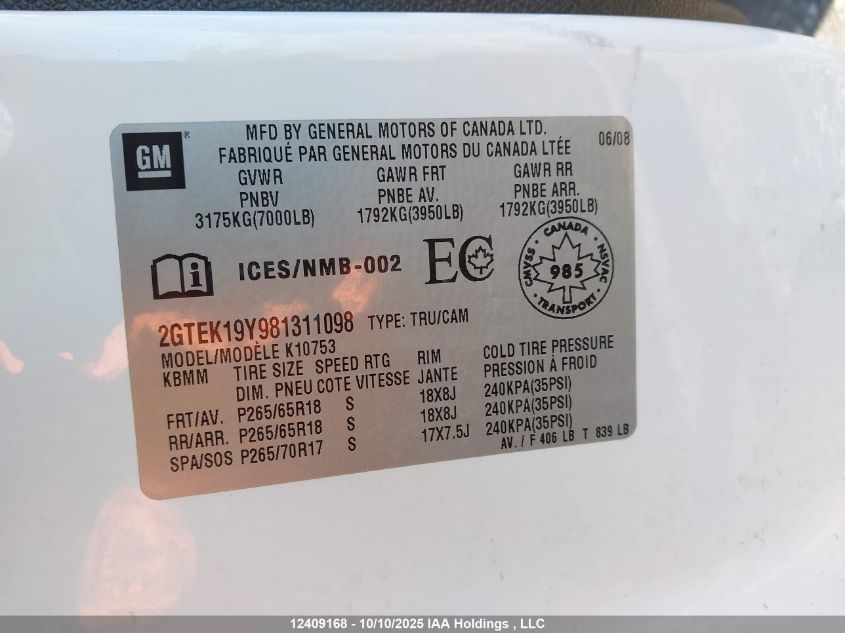 GM ®
MFD BY GENERAL MOTORS OF CANADA LTD.
06/08
FABRIQUÉ PAR GENERAL MOTORS DU CANADA LTÉE
GVWR GAWR FRT GAWR RR
PNBV PNBE AV. PNBE ARR.
3175KG(7000LB) 1792KG(3950LB) 1792KG(3950LB)
i ICES/NMB-002 EC
CANADA
CMVSS 985 NSVAC
TRANSPORT
2GTEK19Y981311098 TYPE: TRU/CAM
MODEL/MODÈLE K10753
KBMM TIRE SIZE SPEED RTG RIM COLD TIRE PRESSURE
DIM. PNEU COTE VITESSE JANTE PRESSION À FROID
FRT/AV. P265/65R18 S 18X8J 240KPA(35PSI)
RR/ARR. P265/65R18 S 18X8J 240KPA(35PSI)
SPA/SOS P265/70R17 S 17X7.5J 240KPA(35PSI)
AV. / F 406 LB T 839 LB
12409168 - 10/10/2025 IAA Holdings , LLC